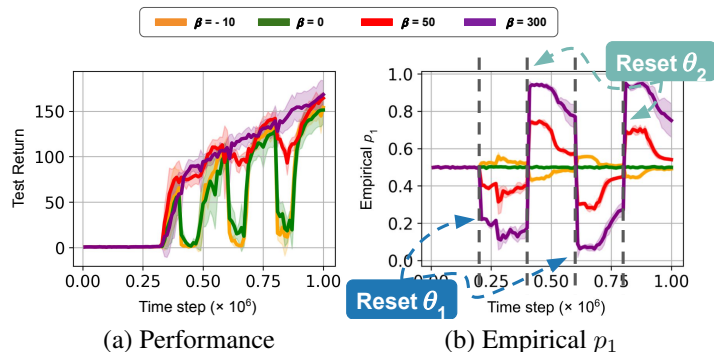 β = - 10 β = 0 β = 50 β = 300
Reset θ2
Test Return
150
100
50
0
0.00 0.25 0.50 0.75 1.00
Time step (× 10⁶)
(a) Performance
Empirical p₁
1.0
0.8
0.6
0.4
0.2
0.0
0.50 0.75 1.00
Time step (× 10⁶)
Reset θ1
(b) Empirical p₁